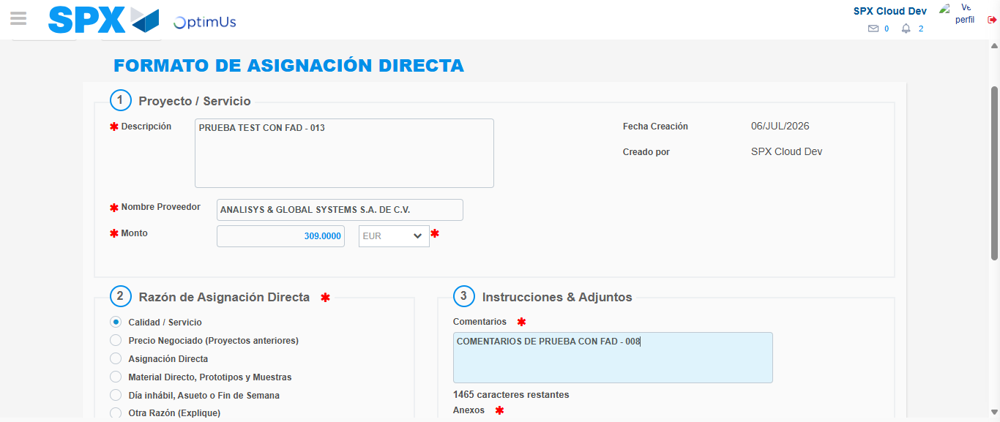 SPX OptimUs
SPX Cloud Dev
Ve
perfil
0 2
FORMATO DE ASIGNACIÓN DIRECTA
1 Proyecto / Servicio
✱ Descripción
PRUEBA TEST CON FAD - 013
Fecha Creación 06/JUL/2026
Creado por SPX Cloud Dev
✱ Nombre Proveedor ANALISYS & GLOBAL SYSTEMS S.A. DE C.V.
✱ Monto 309.0000 EUR ✱
2 Razón de Asignación Directa ✱
Calidad / Servicio
Precio Negociado (Proyectos anteriores)
Asignación Directa
Material Directo, Prototipos y Muestras
Día inhábil, Asueto o Fin de Semana
Otra Razón (Explique)
3 Instrucciones & Adjuntos
Comentarios ✱
COMENTARIOS DE PRUEBA CON FAD - 008
1465 caracteres restantes
Anexos ✱